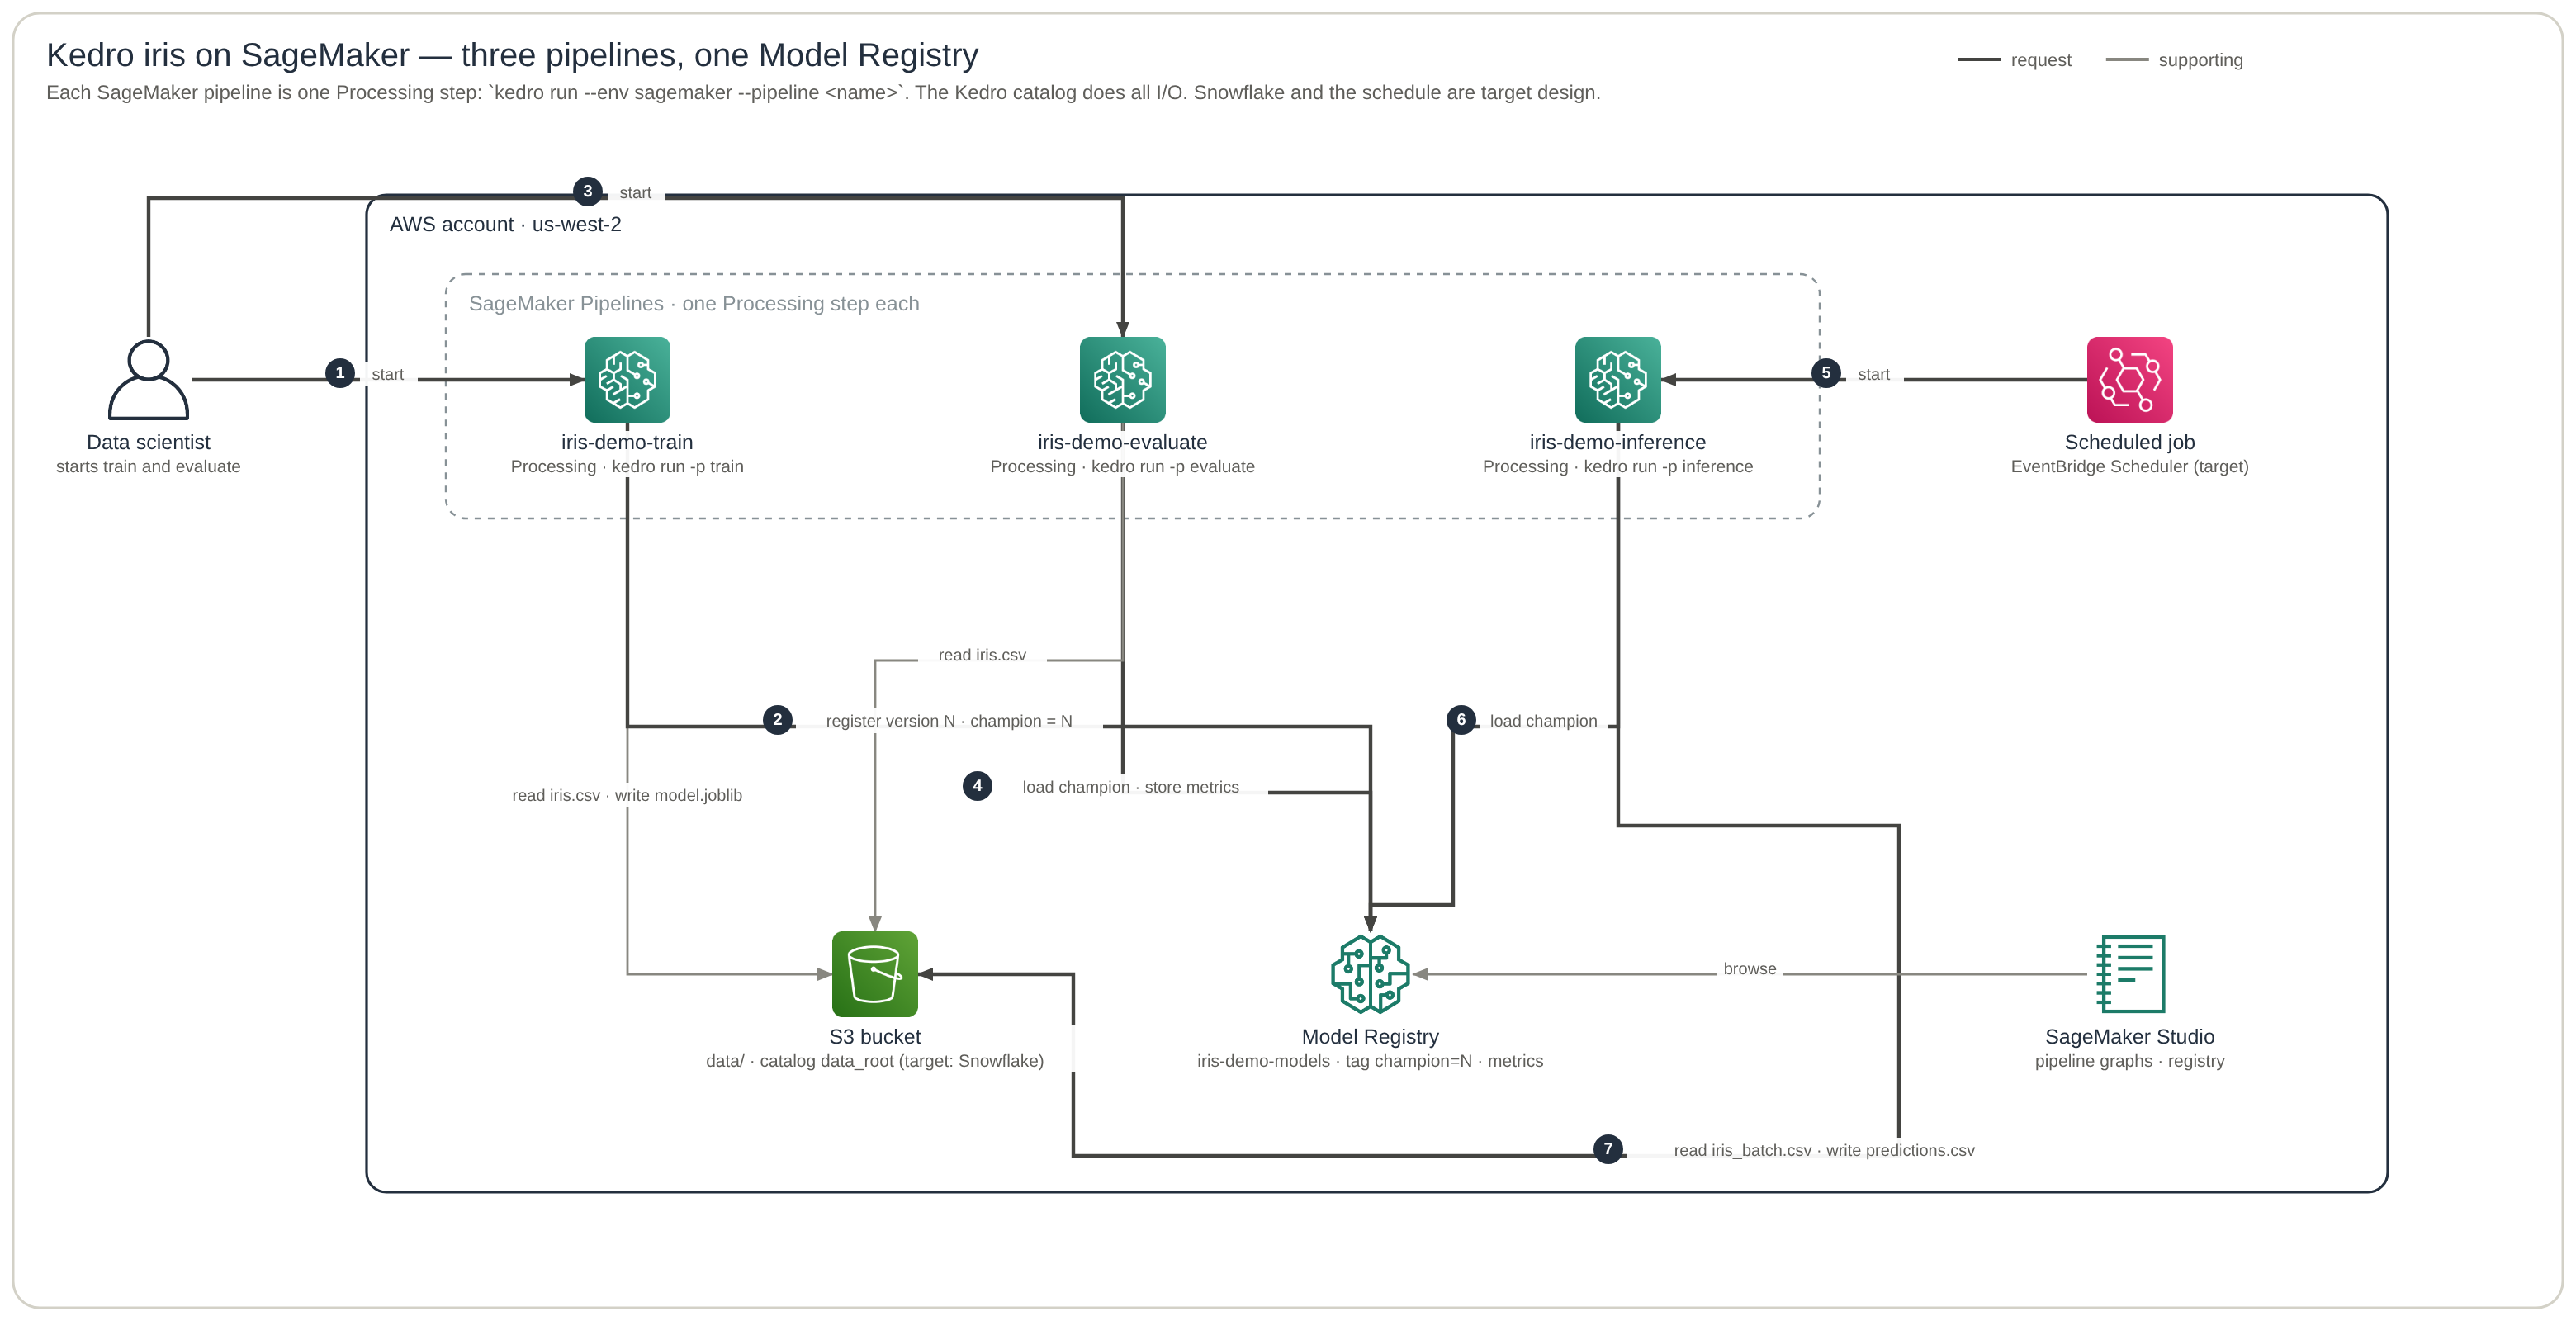 Kedro iris on SageMaker — three pipelines, one Model Registry
request
supporting
Each SageMaker pipeline is one Processing step: `kedro run --env sagemaker --pipeline <name>`. The Kedro catalog does all I/O. Snowflake and the schedule are target design.
3
start
AWS account · us-west-2
SageMaker Pipelines · one Processing step each
1
start
5
start
Data scientist
starts train and evaluate
iris-demo-train
Processing · kedro run -p train
iris-demo-evaluate
Processing · kedro run -p evaluate
iris-demo-inference
Processing · kedro run -p inference
Scheduled job
EventBridge Scheduler (target)
read iris.csv
2
register version N · champion = N
6
load champion
4
load champion · store metrics
read iris.csv · write model.joblib
browse
S3 bucket
data/ · catalog data_root (target: Snowflake)
Model Registry
iris-demo-models · tag champion=N · metrics
SageMaker Studio
pipeline graphs · registry
7
read iris_batch.csv · write predictions.csv